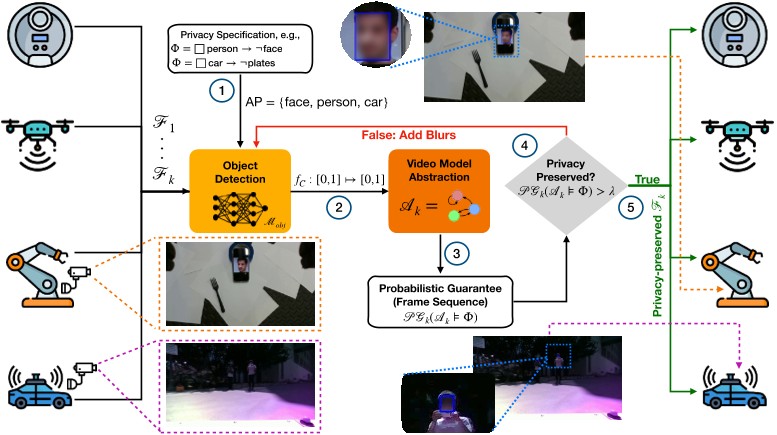 Privacy Specification, e.g.,
Φ = □ person → ¬face
Φ = □ car → ¬plates
1
AP = {face, person, car}
ℱ₁
⋮
ℱₖ
Object
Detection
ℳ_obj
f_C : [0,1] ↦ [0,1]
2
Video Model
Abstraction
𝒜ₖ =
3
Probabilistic Guarantee
(Frame Sequence)
𝒫𝒢ₖ(𝒜ₖ ⊨ Φ)
False: Add Blurs
4
Privacy
Preserved?
𝒫𝒢ₖ(𝒜ₖ ⊨ Φ) > λ
True
5
Privacy-preserved ℱₖ